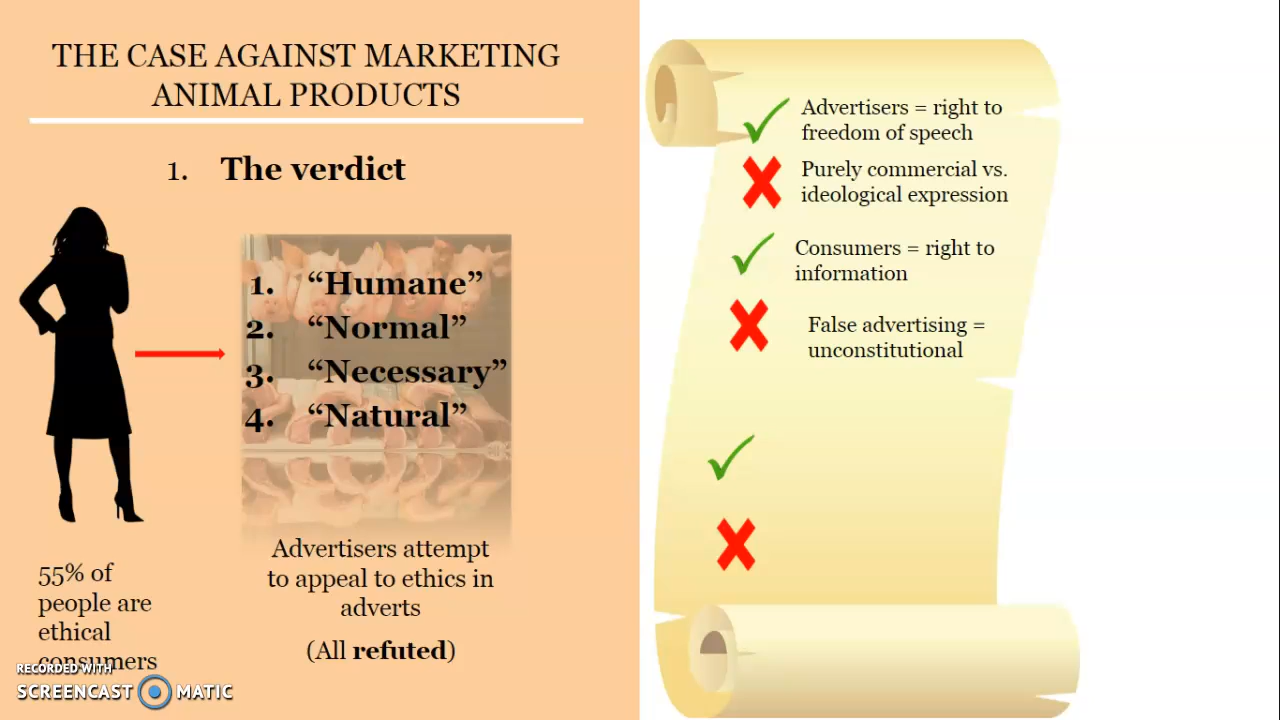 THE CASE AGAINST MARKETING
ANIMAL PRODUCTS
1. The verdict
1. “Humane”
2. “Normal”
3. “Necessary”
4. “Natural”
55% of
people are
ethical
consumers
Advertisers attempt
to appeal to ethics in
adverts
(All refuted)
Advertisers = right to
freedom of speech
Purely commercial vs.
ideological expression
Consumers = right to
information
False advertising =
unconstitutional
RECORDED WITH
SCREENCAST MATIC